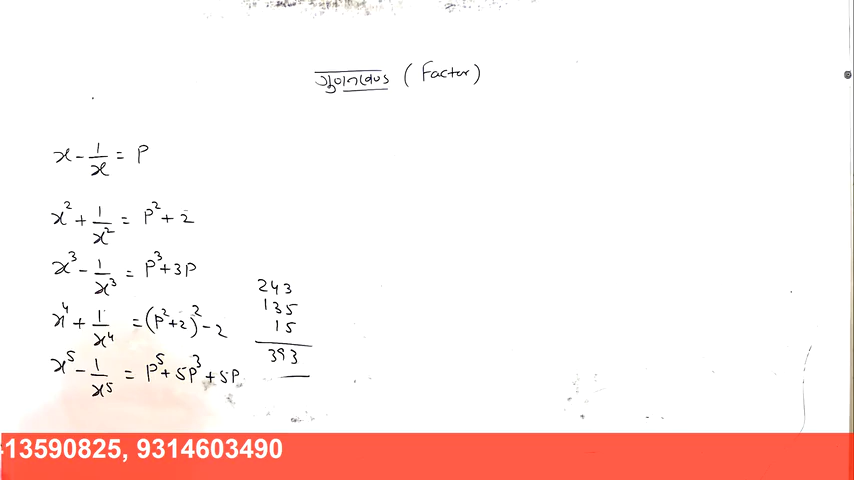 गुणनखण्ड (Factor)
x - 1/x = P
x² + 1/x² = P² + 2
x³ - 1/x³ = P³ + 3P
x⁴ + 1/x⁴ = (P² + 2)² - 2
x⁵ - 1/x⁵ = P⁵ + 5P³ + 5P
243
135
15
393
13590825, 9314603490